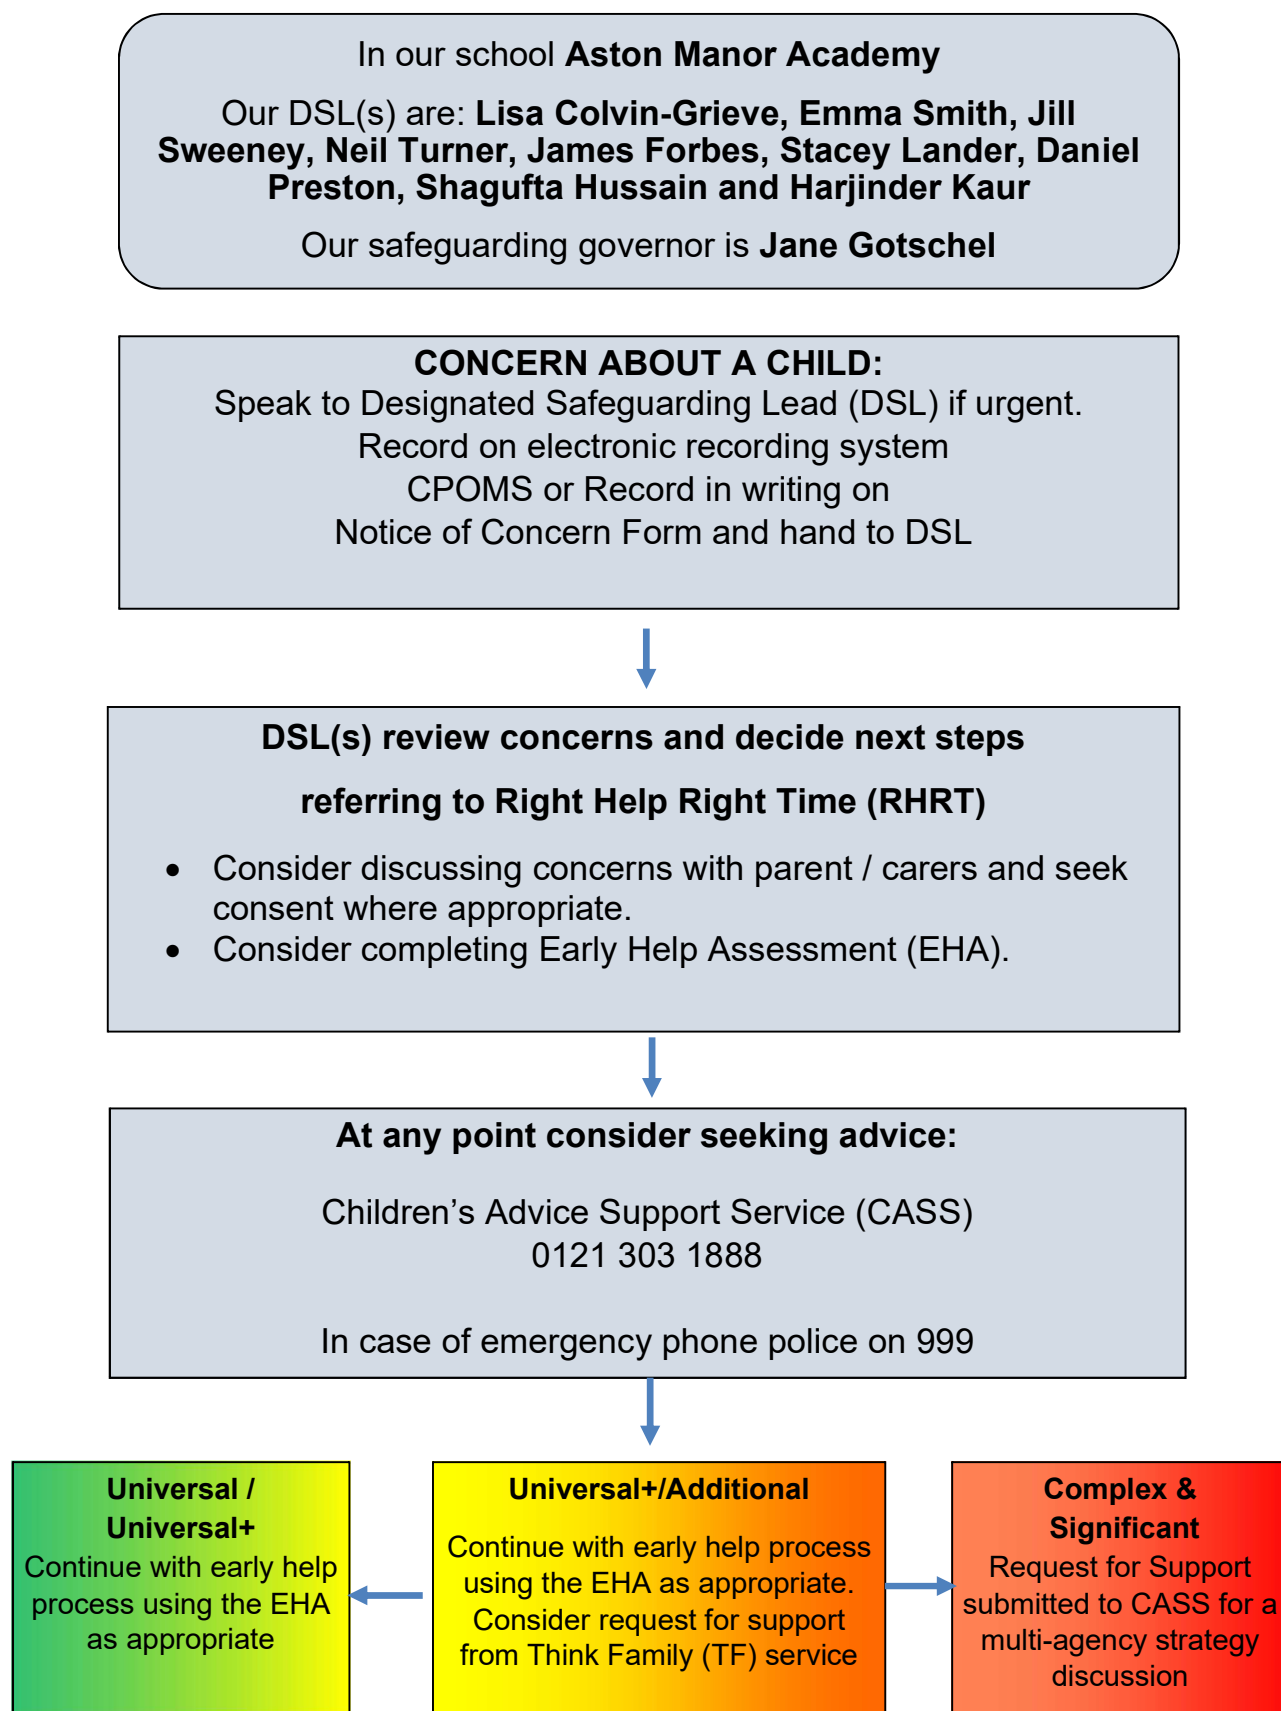 In our school Aston Manor Academy
Our DSL(s) are: Lisa Colvin-Grieve, Emma Smith, Jill
Sweeney, Neil Turner, James Forbes, Stacey Lander, Daniel
Preston, Shagufta Hussain and Harjinder Kaur
Our safeguarding governor is Jane Gotschel
CONCERN ABOUT A CHILD:
Speak to Designated Safeguarding Lead (DSL) if urgent.
Record on electronic recording system
CPOMS or Record in writing on
Notice of Concern Form and hand to DSL
DSL(s) review concerns and decide next steps
referring to Right Help Right Time (RHRT)
• Consider discussing concerns with parent / carers and seek
consent where appropriate.
• Consider completing Early Help Assessment (EHA).
At any point consider seeking advice:
Children’s Advice Support Service (CASS)
0121 303 1888
In case of emergency phone police on 999
Universal /
Universal+
Continue with early help
process using the EHA
as appropriate
Universal+/Additional
Continue with early help process
using the EHA as appropriate.
Consider request for support
from Think Family (TF) service
Complex &
Significant
Request for Support
submitted to CASS for a
multi-agency strategy
discussion